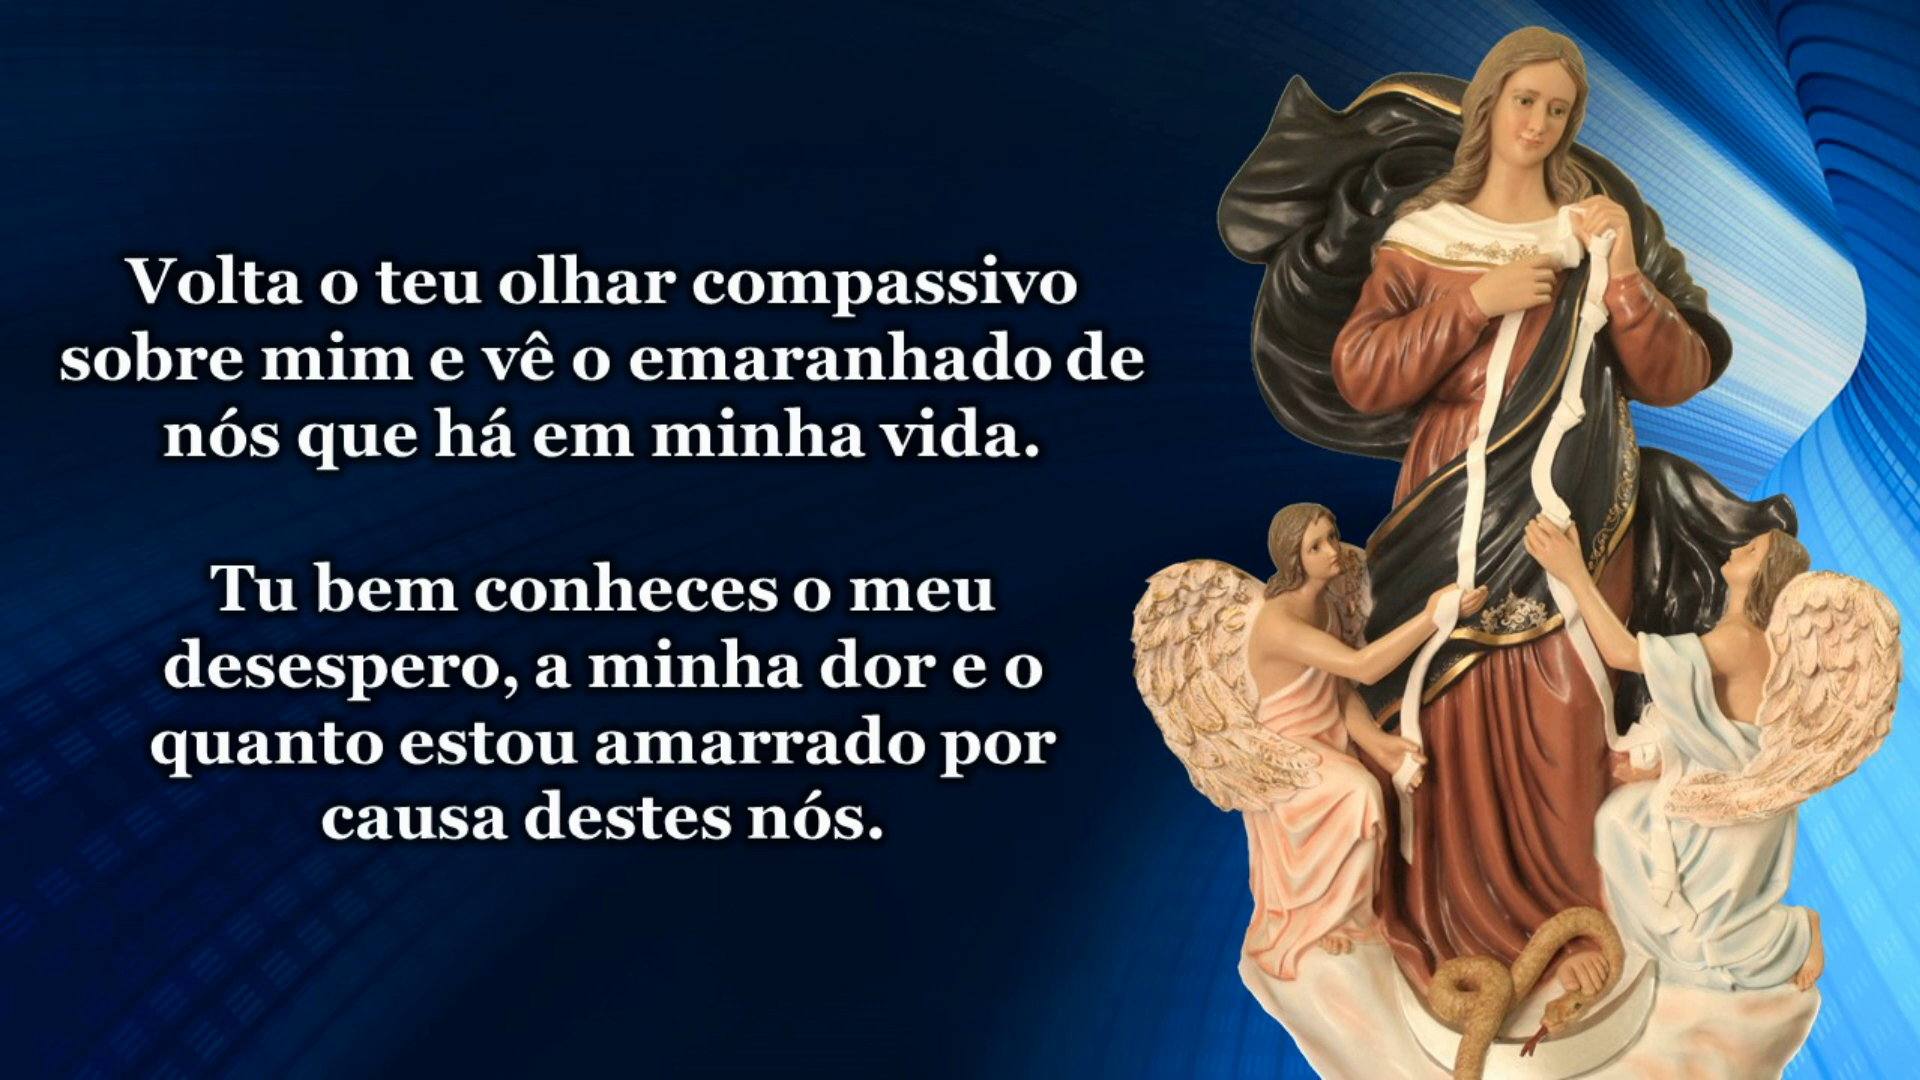 Volta o teu olhar compassivo
sobre mim e vê o emaranhado de
nós que há em minha vida.
Tu bem conheces o meu
desespero, a minha dor e o
quanto estou amarrado por
causa destes nós.